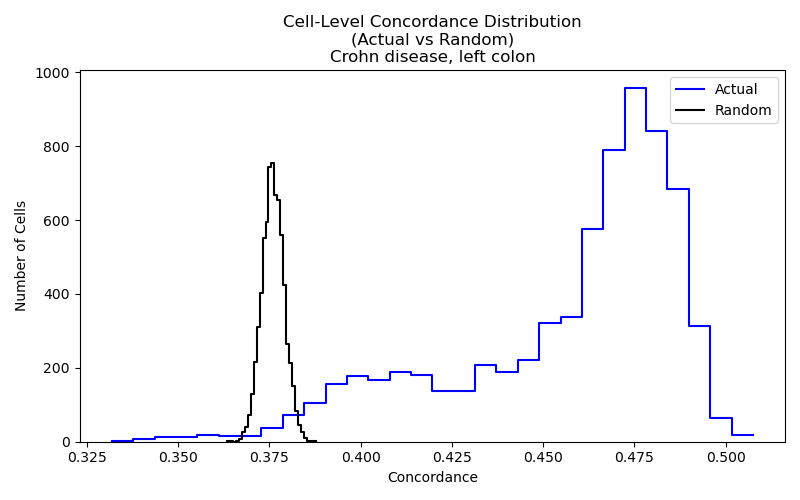 Cell-Level Concordance Distribution
(Actual vs Random)
Crohn disease, left colon
Number of Cells
1000
800
600
400
200
0
Actual
Random
0.325 0.350 0.375 0.400 0.425 0.450 0.475 0.500
Concordance